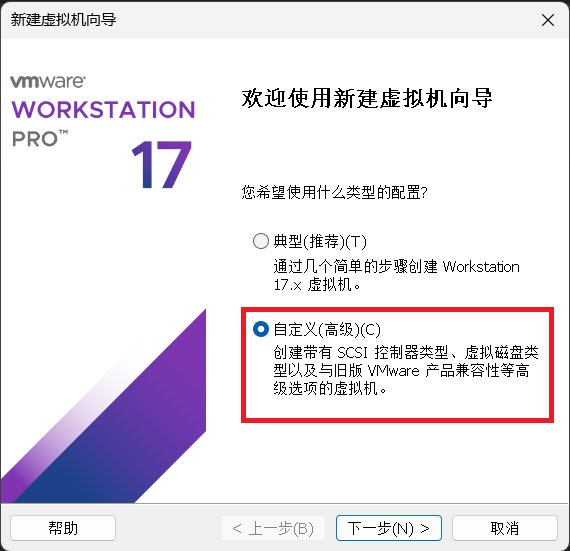 新建虚拟机向导
vmware®
WORKSTATION
PRO™
17
欢迎使用新建虚拟机向导
您希望使用什么类型的配置?
典型(推荐)(T)
通过几个简单的步骤创建 Workstation
17.x 虚拟机。
自定义(高级)(C)
创建带有 SCSI 控制器类型、虚拟磁盘类
型以及与旧版 VMware 产品兼容性等高
级选项的虚拟机。
帮助
< 上一步(B)
下一步(N) >
取消